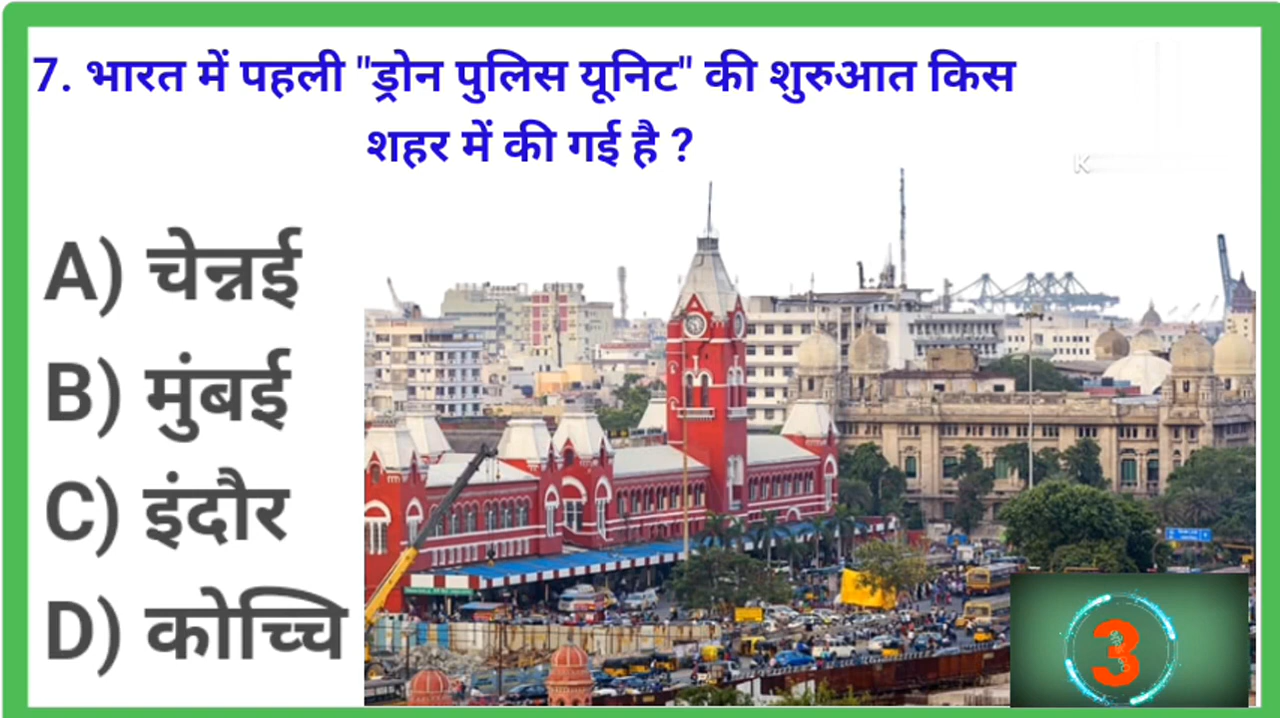 7. भारत में पहली "ड्रोन पुलिस यूनिट" की शुरुआत किस
शहर में की गई है ?
K
A) चेन्नई
B) मुंबई
C) इंदौर
D) कोच्चि
3